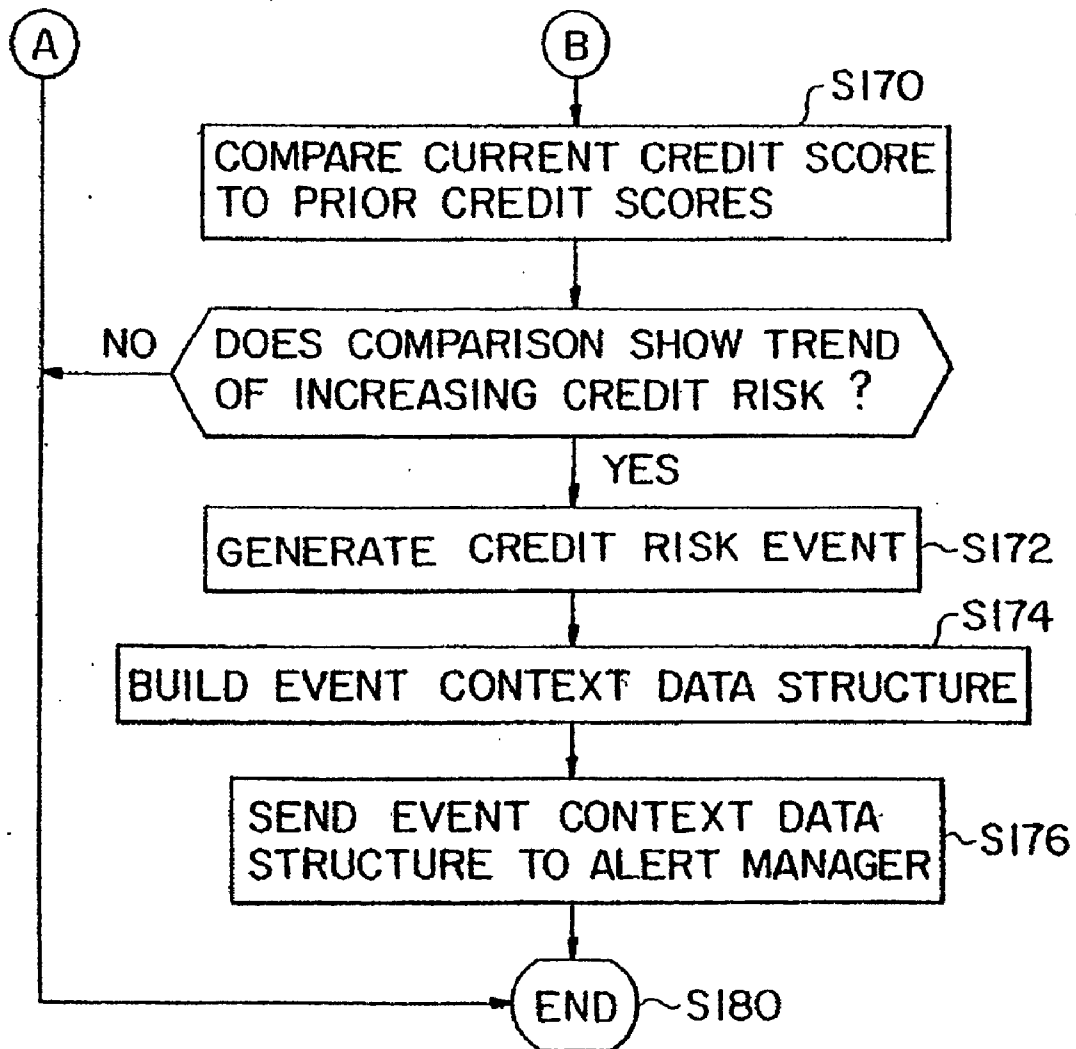 A
B
S170
COMPARE CURRENT CREDIT SCORE
TO PRIOR CREDIT SCORES
NO
DOES COMPARISON SHOW TREND
OF INCREASING CREDIT RISK ?
YES
GENERATE CREDIT RISK EVENT
S172
S174
BUILD EVENT CONTEXT DATA STRUCTURE
SEND EVENT CONTEXT DATA
STRUCTURE TO ALERT MANAGER
S176
END
S180